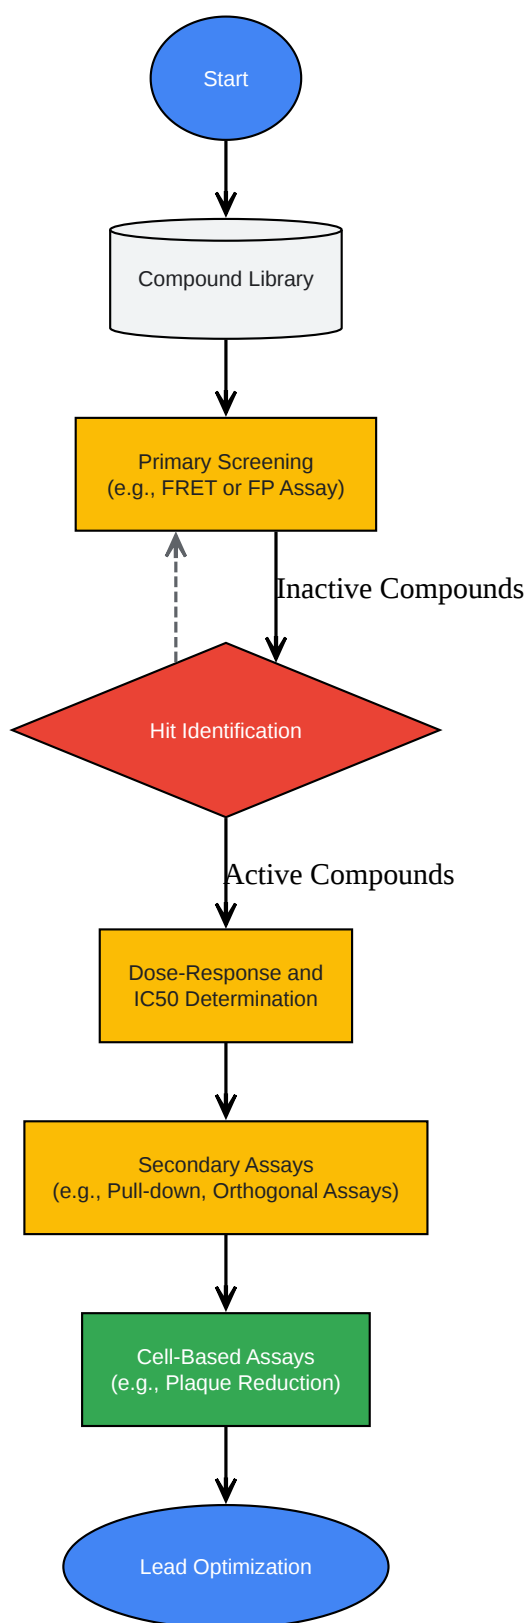 Start
Compound Library
Primary Screening
(e.g., FRET or FP Assay)
Inactive Compounds
Hit Identification
Active Compounds
Dose-Response and
IC50 Determination
Secondary Assays
(e.g., Pull-down, Orthogonal Assays)
Cell-Based Assays
(e.g., Plaque Reduction)
Lead Optimization